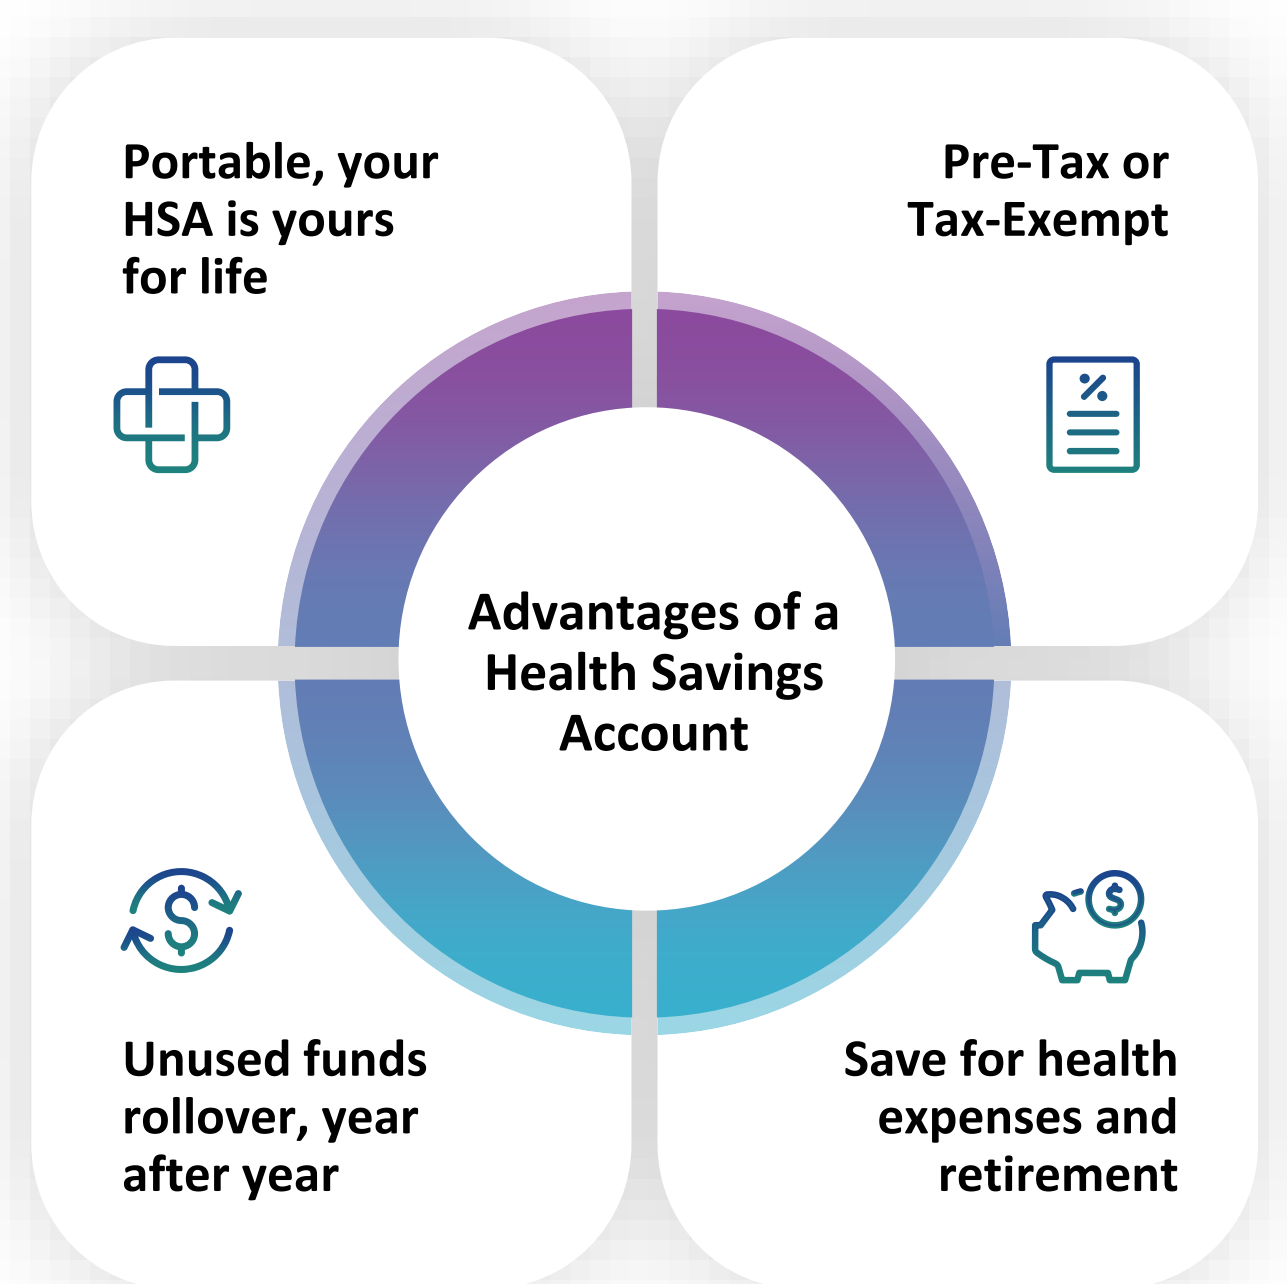 Portable, your
HSA is yours
for life
Pre-Tax or
Tax-Exempt
%
Advantages of a
Health Savings
Account
$
$
Unused funds
rollover, year
after year
Save for health
expenses and
retirement